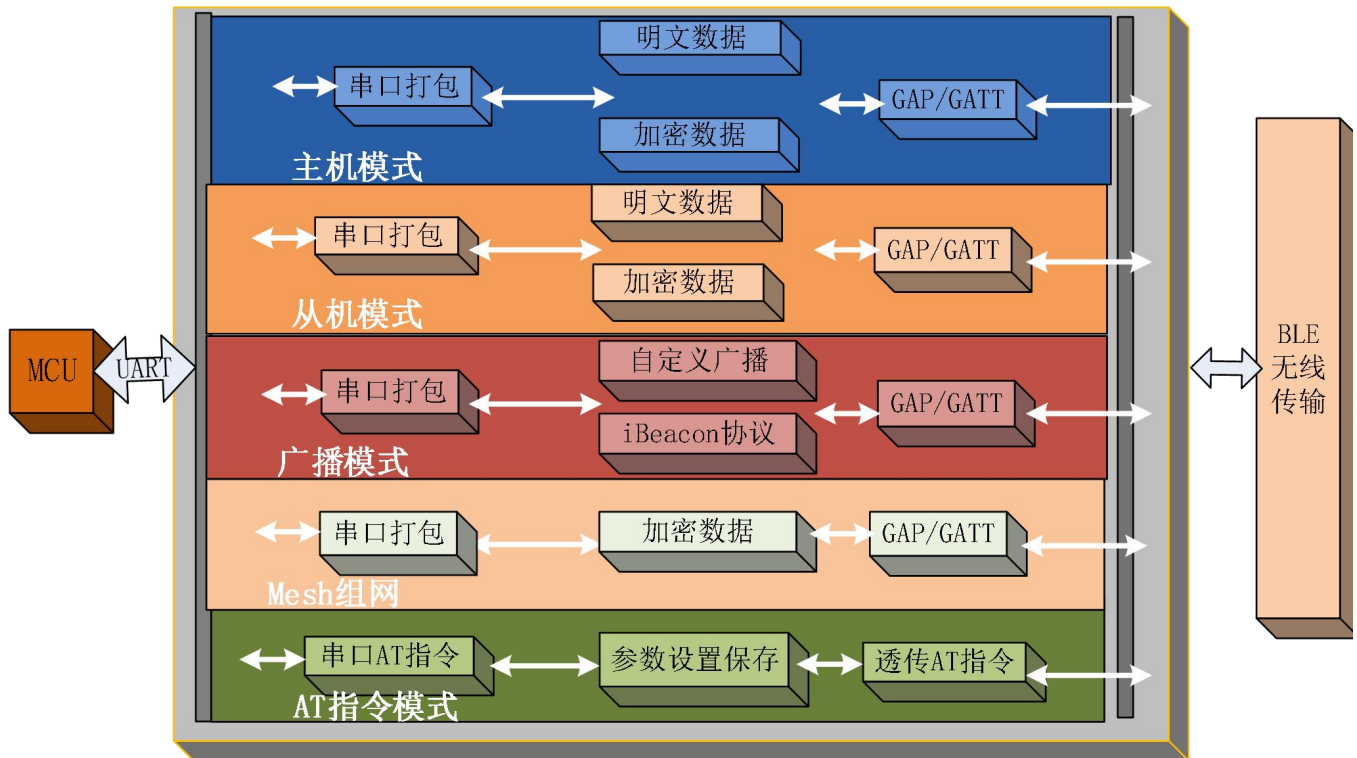 明文数据
串口打包
GAP/GATT
加密数据
主机模式
明文数据
串口打包
GAP/GATT
加密数据
从机模式
MCU
UART
自定义广播
串口打包
GAP/GATT
iBeacon协议
广播模式
BLE
无线
传输
串口打包
加密数据
GAP/GATT
Mesh组网
串口AT指令
参数设置保存
透传AT指令
AT指令模式